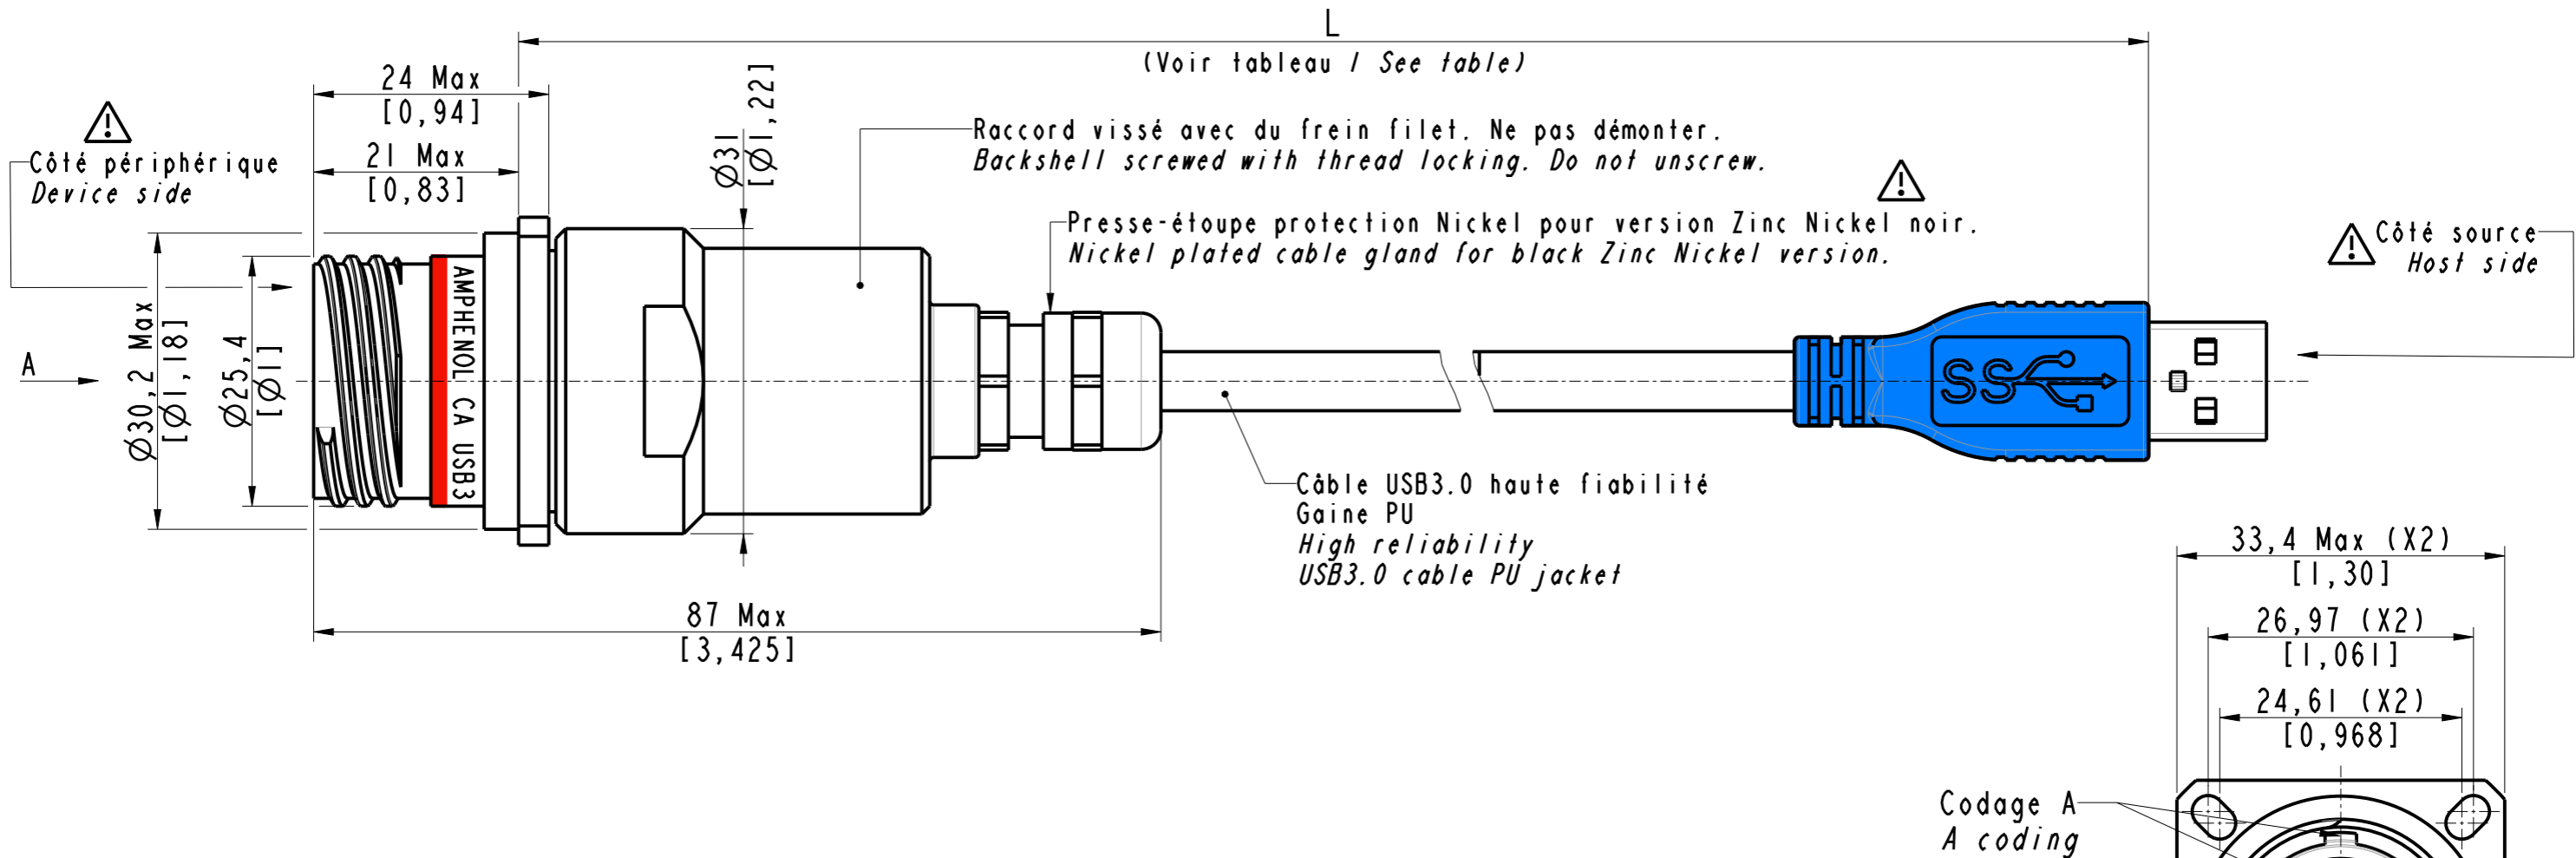 L
(Voir tableau / See table)
24 Max
[0,94]
21 Max
[0,83]
Côté périphérique
Device side
Ø31
[Ø1,22]
Raccord vissé avec du frein filet. Ne pas démonter.
Backshell screwed with thread locking. Do not unscrew.
Presse-étoupe protection Nickel pour version Zinc Nickel noir.
Nickel plated cable gland for black Zinc Nickel version.
Côté source
Host side
A
Ø30,2 Max
[Ø1,18]
Ø25,4
[Ø1]
AMPHENOL CA USB3
SS
Câble USB3.0 haute fiabilité
Gaine PU
High reliability
USB3.0 cable PU jacket
87 Max
[3,425]
33,4 Max (X2)
[1,30]
26,97 (X2)
[1,061]
24,61 (X2)
[0,968]
Codage A
A coding